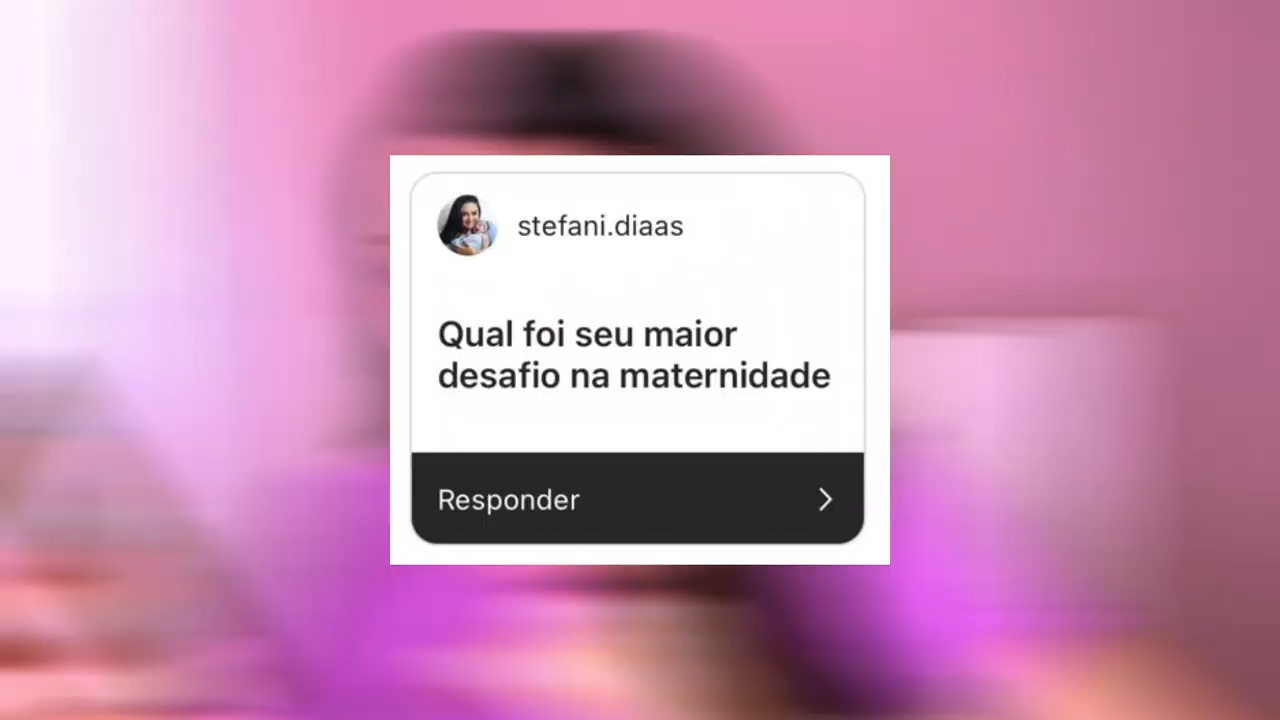 stefani.diaas
Qual foi seu maior
desafio na maternidade
Responder